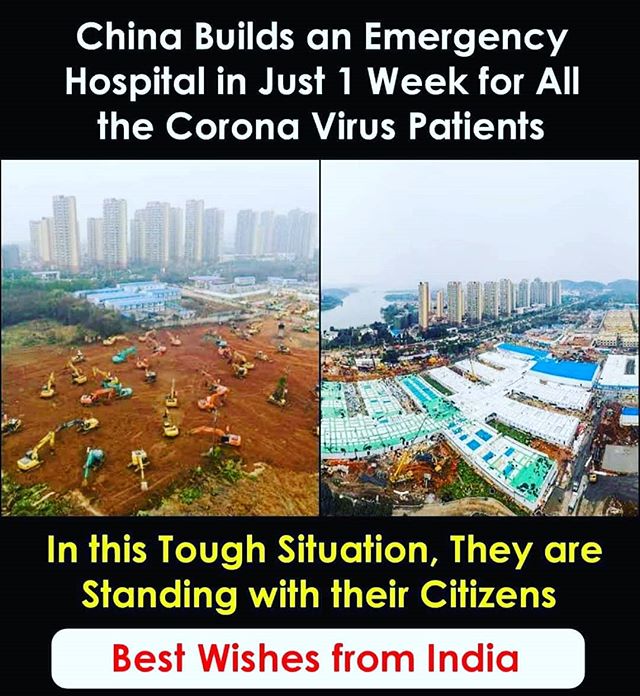 China Builds an Emergency
Hospital in Just 1 Week for All
the Corona Virus Patients
In this Tough Situation, They are
Standing with their Citizens
Best Wishes from India